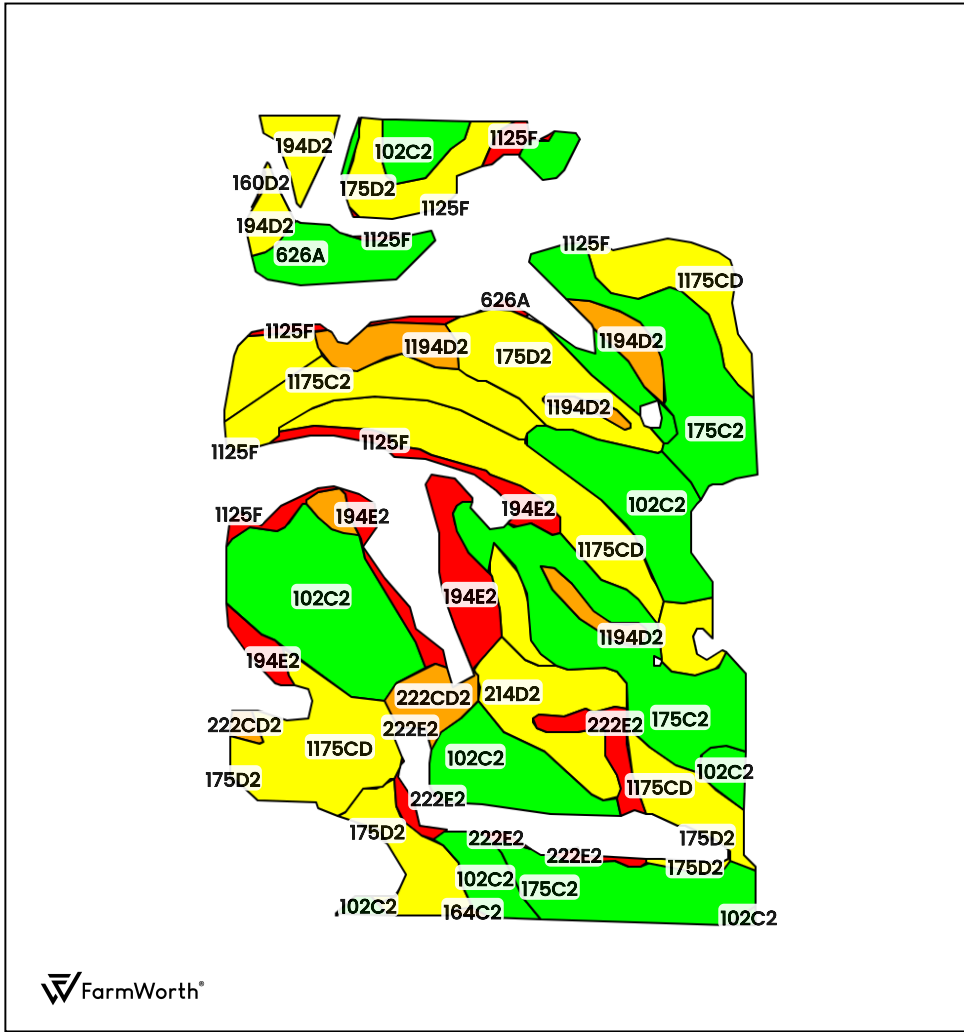 194D2
1125F
102C2
160D2
175D2
1125F
194D2
1125F
626A
1125F
1175CD
626A
1125F
1194D2
1194D2
175D2
1175C2
1194D2
175C2
1125F
1125F
102C2
194E2
1125F
194E2
1175CD
102C2
194E2
1194D2
194E2
222CD2
214D2
222CD2
222E2
222E2
175C2
1175CD
102C2
102C2
175D2
1175CD
222E2
175D2
222E2
175D2
222E2
175D2
102C2
175C2
102C2
164C2
102C2
FarmWorth®